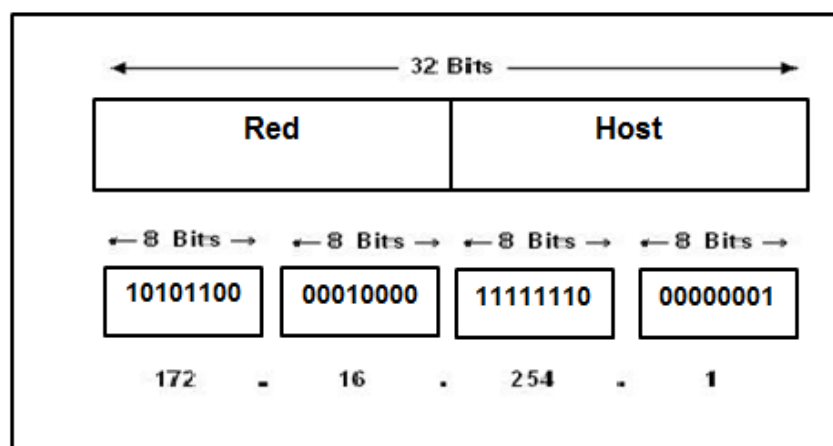 32 Bits
Red Host
8 Bits 8 Bits 8 Bits 8 Bits
10101100 00010000 11111110 00000001
172 . 16 . 254 . 1